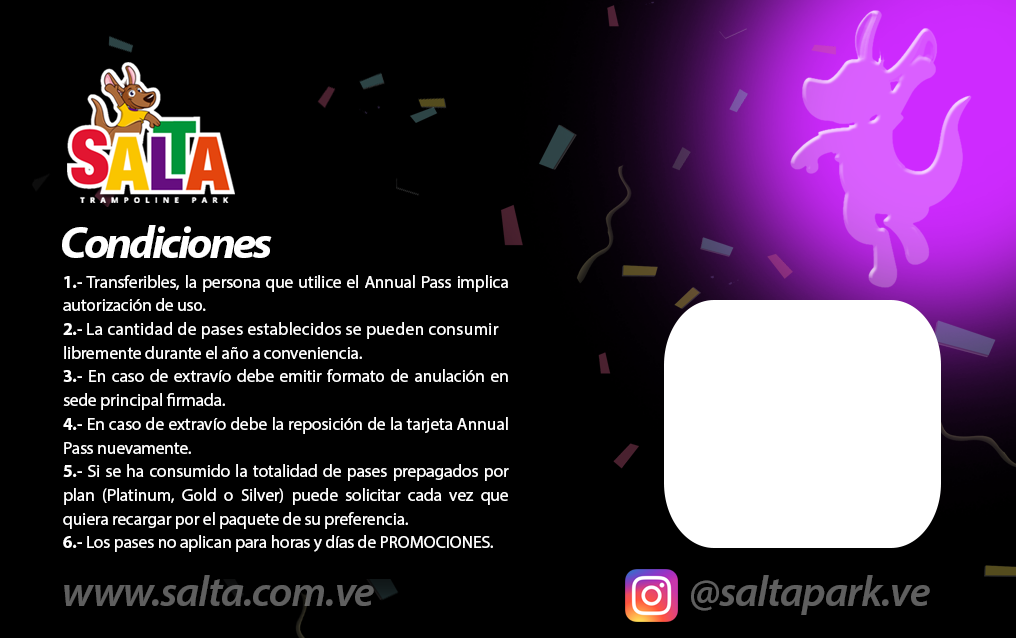 SALTA
TRAMPOLINE PARK
Condiciones
1.- Transferibles, la persona que utilice el Annual Pass implica
autorización de uso.
2.- La cantidad de pases establecidos se pueden consumir
libremente durante el año a conveniencia.
3.- En caso de extravío debe emitir formato de anulación en
sede principal firmada.
4.- En caso de extravío debe la reposición de la tarjeta Annual
Pass nuevamente.
5.- Si se ha consumido la totalidad de pases prepagados por
plan (Platinum, Gold o Silver) puede solicitar cada vez que
quiera recargar por el paquete de su preferencia.
6.- Los pases no aplican para horas y días de PROMOCIONES.
www.salta.com.ve
@saltapark.ve